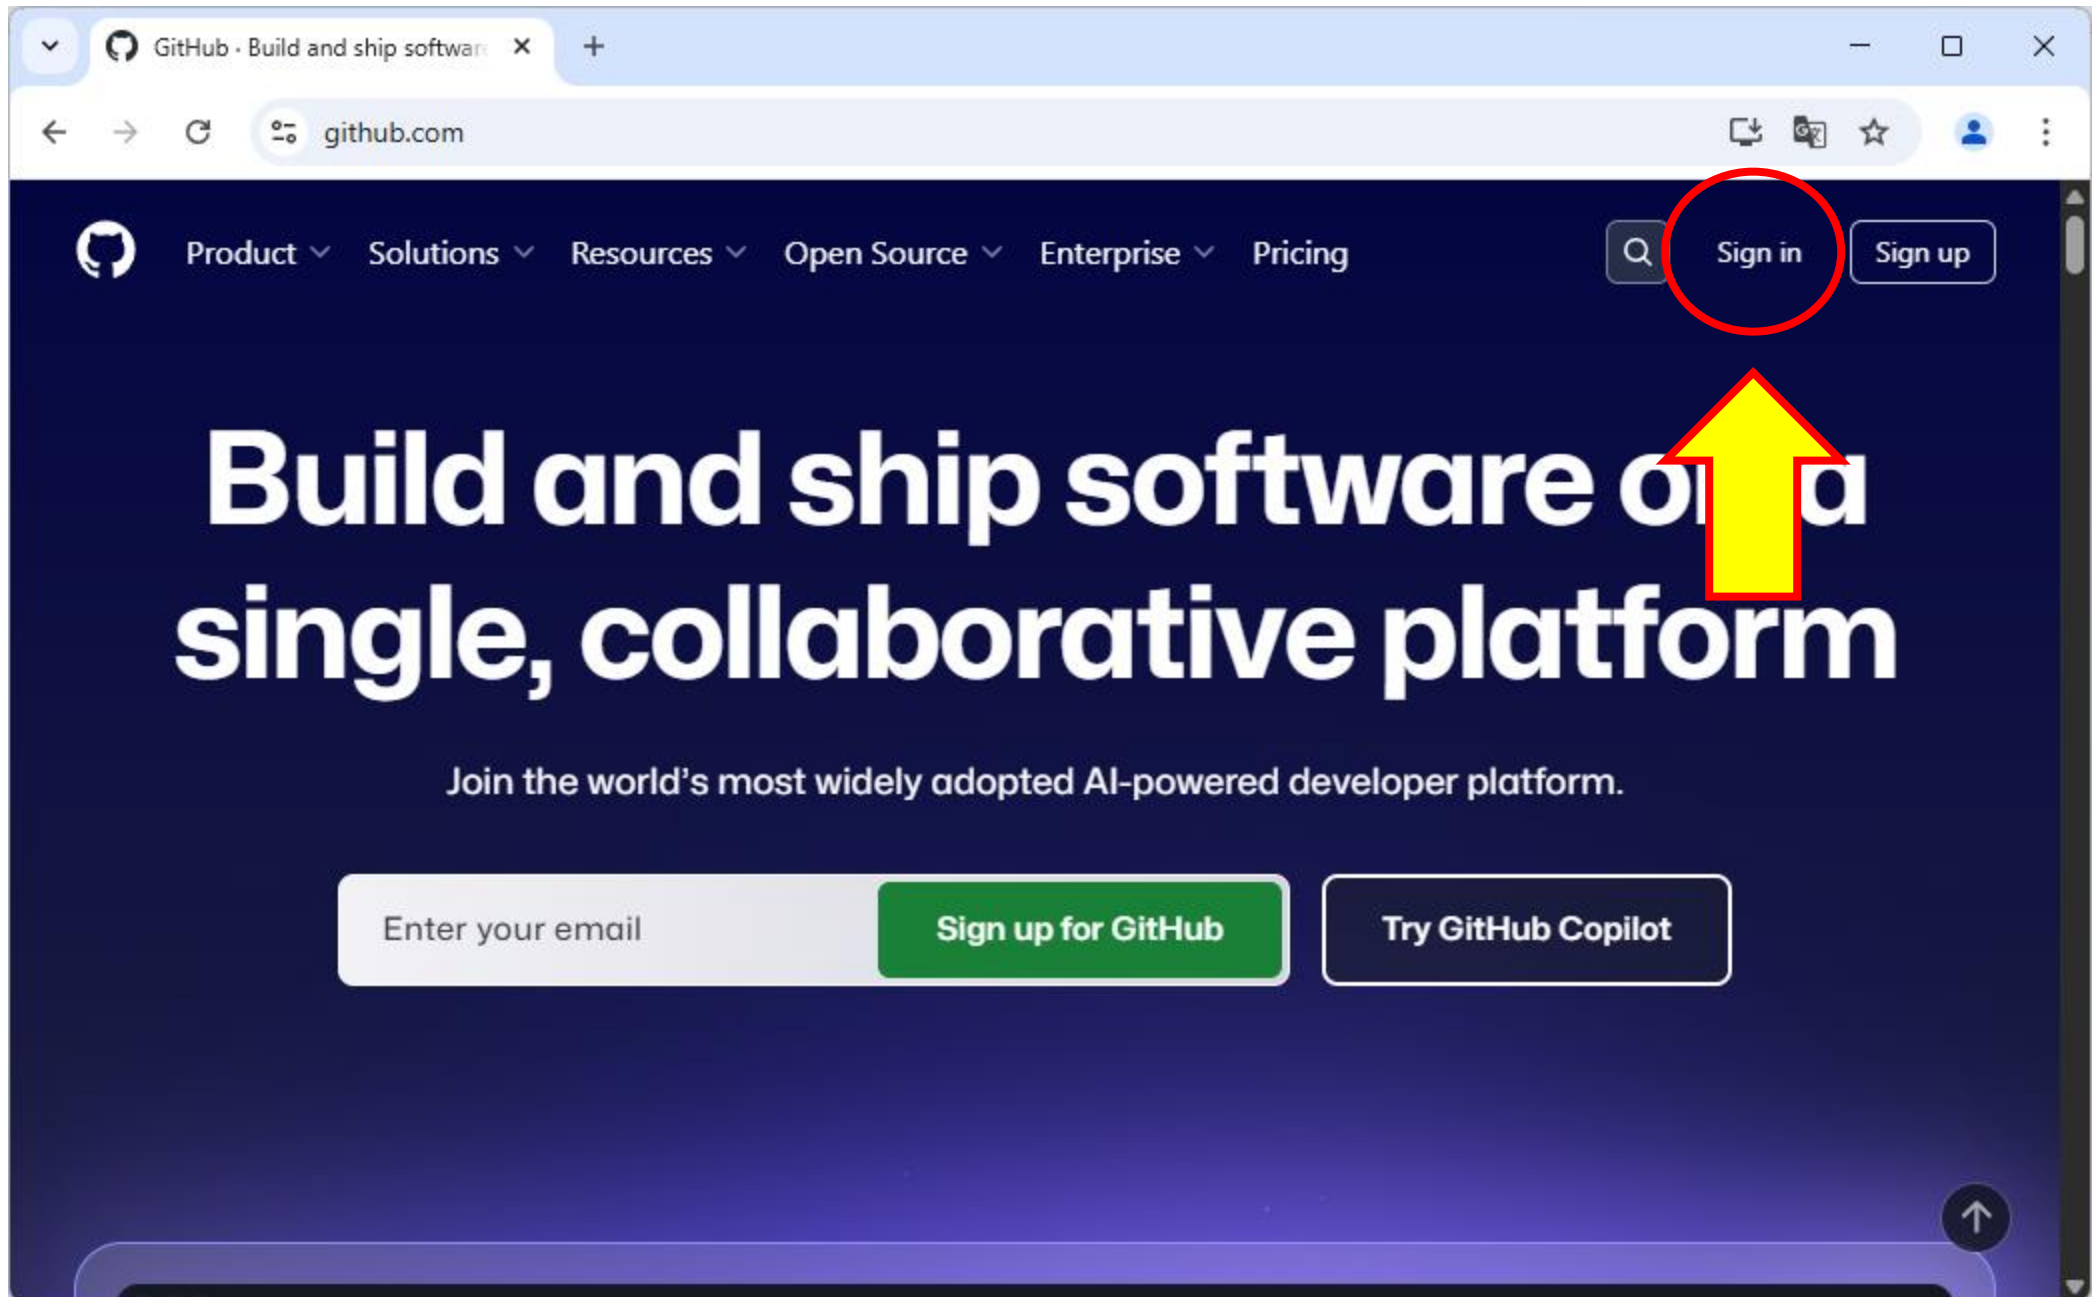 GitHub · Build and ship softwar
github.com
Product Solutions Resources Open Source Enterprise Pricing Sign in Sign up
Build and ship software a
single, collaborative platform
Join the world's most widely adopted AI-powered developer platform.
Enter your email Sign up for GitHub Try GitHub Copilot